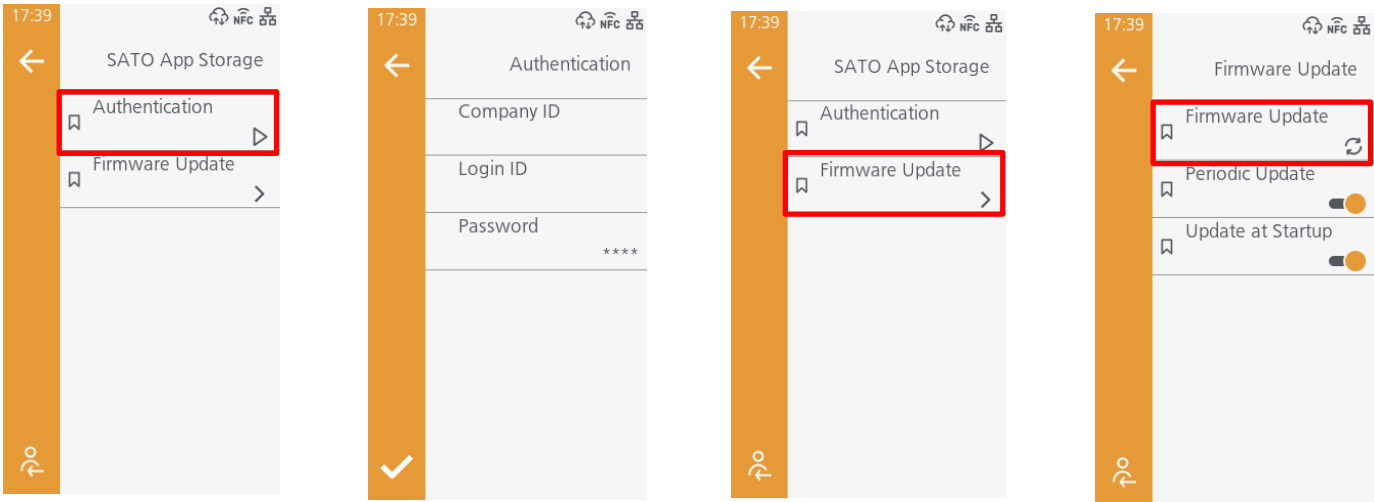 17:39
NFC
SATO App Storage
Authentication
Firmware Update
17:39
NFC
Authentication
Company ID
Login ID
Password
****
17:39
NFC
SATO App Storage
Authentication
Firmware Update
17:39
NFC
Firmware Update
Firmware Update
Periodic Update
Update at Startup